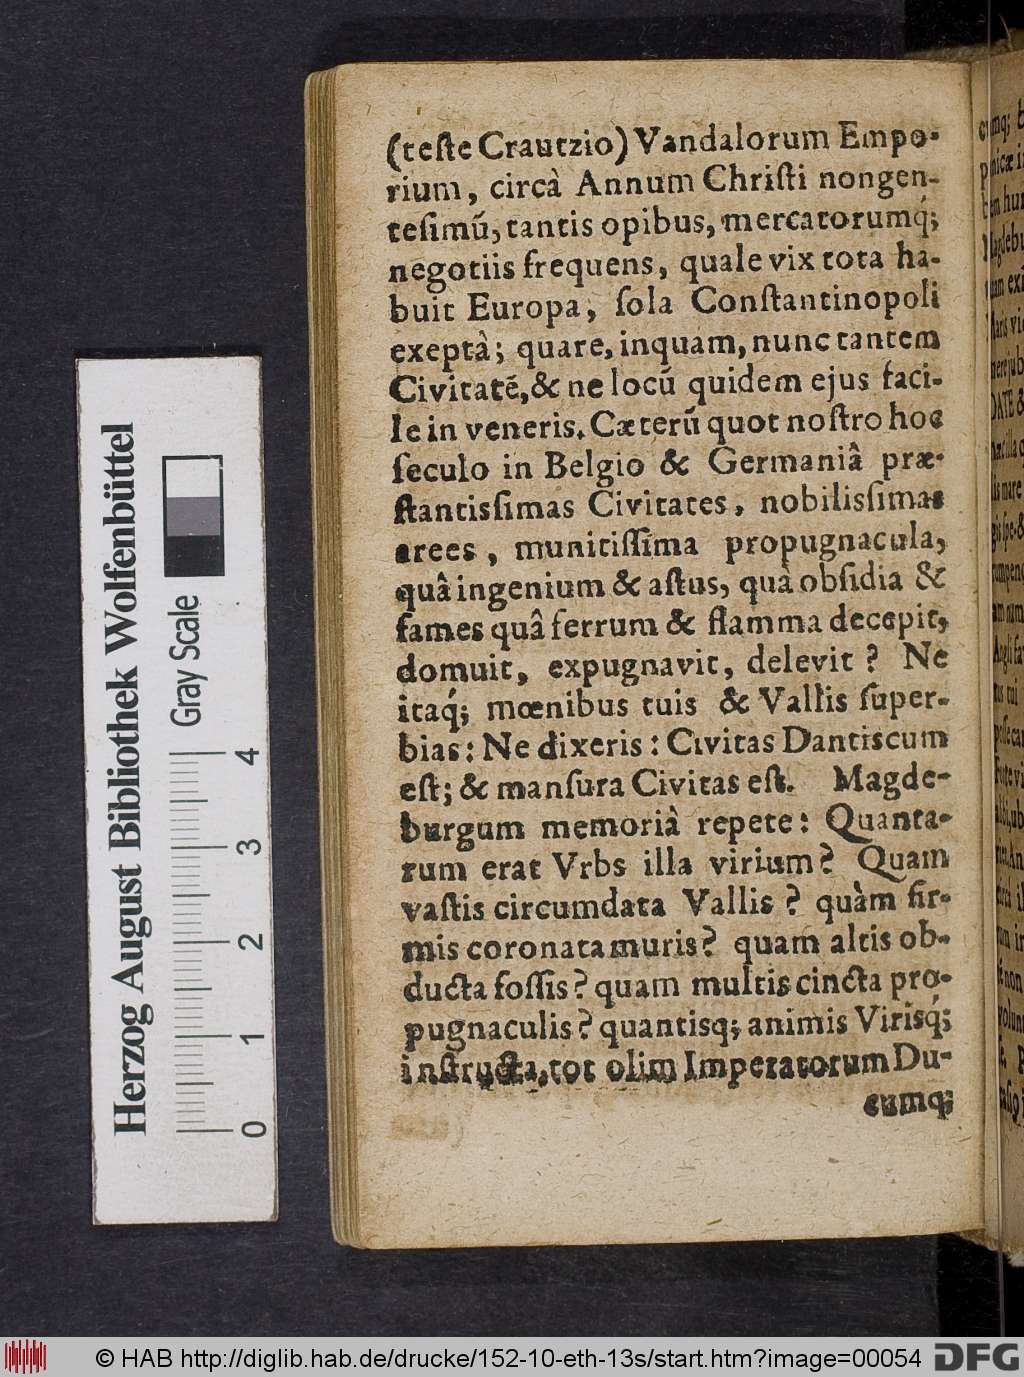 (teſte Crautzio) Vandalorum Empo-
rium, circà Annum Chriſti nongen-
teſimũ, tantis opibus, mercatorumq́;
negotiis frequens, quale vix tota ha-
buit Europa, ſola Conſtantinopoli
exeptâ; quare, inquam, nunc tantem
Civitatẽ, & ne locũ quidem ejus faci-
le in veneris. Cæterũ quot noſtro hoc
ſeculo in Belgio & Germaniâ præ-
ſtantiſsimas Civitates, nobiliſsimas
arces, munitiſſima propugnacula,
quâ ingenium & aſtus, quà obſidia &
fames quâ ferrum & flamma decepit,
domuit, expugnavit, delevit? Ne
itaq́; mœnibus tuis & Vallis ſuper-
bias: Ne dixeris: Civitas Dantiscum
eſt; & manſura Civitas eſt. Magde-
burgum memoriâ repete: Quanta-
rum erat Vrbs illa virium? Quam
vaſtis circumdata Vallis? quàm fir-
mis coronata muris? quam altis ob-
ducta foſſis? quam multis cincta pro-
pugnaculis? quantisq; animis Virisq́;
inſtructa, tot olim Imperatorum Du-
cumq;
Herzog August Bibliothek Wolfenbüttel
Gray Scale
0 1 2 3 4
© HAB http://diglib.hab.de/drucke/152-10-eth-13s/start.htm?image=00054
DFG